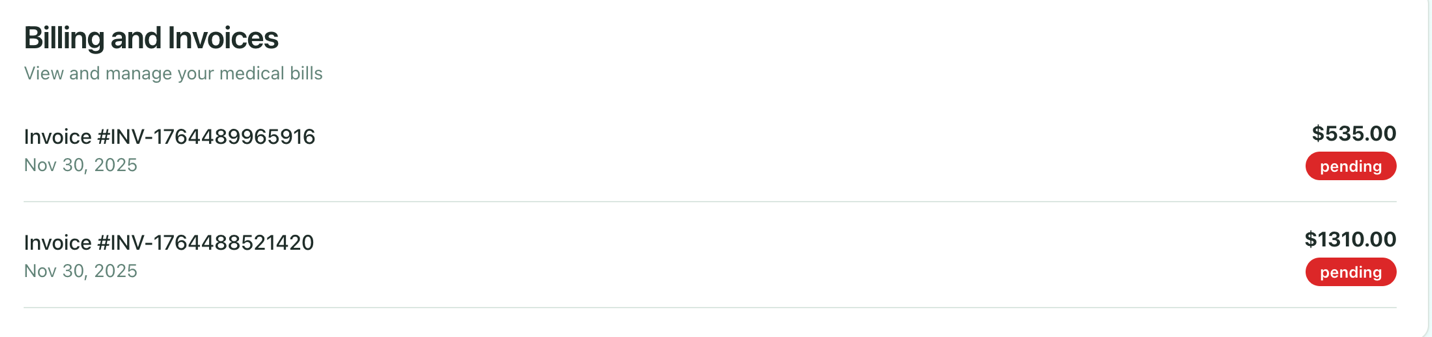 Billing and Invoices
View and manage your medical bills
Invoice #INV-1764489965916
$535.00
Nov 30, 2025
pending
Invoice #INV-1764488521420
$1310.00
Nov 30, 2025
pending